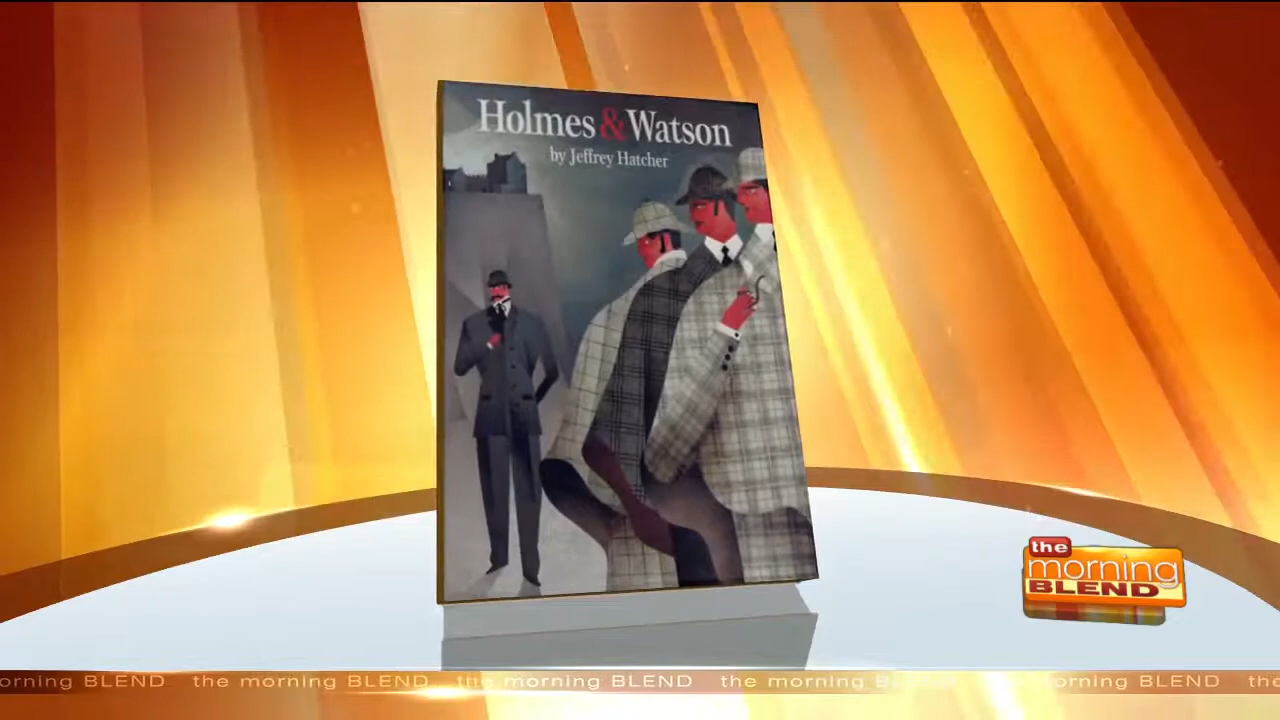 Holmes & Watson
by Jeffrey Hatcher
the
morning
BLEND
orning BLEND the morning BLEND the morning BLEND the morning BLEND orning BLEND